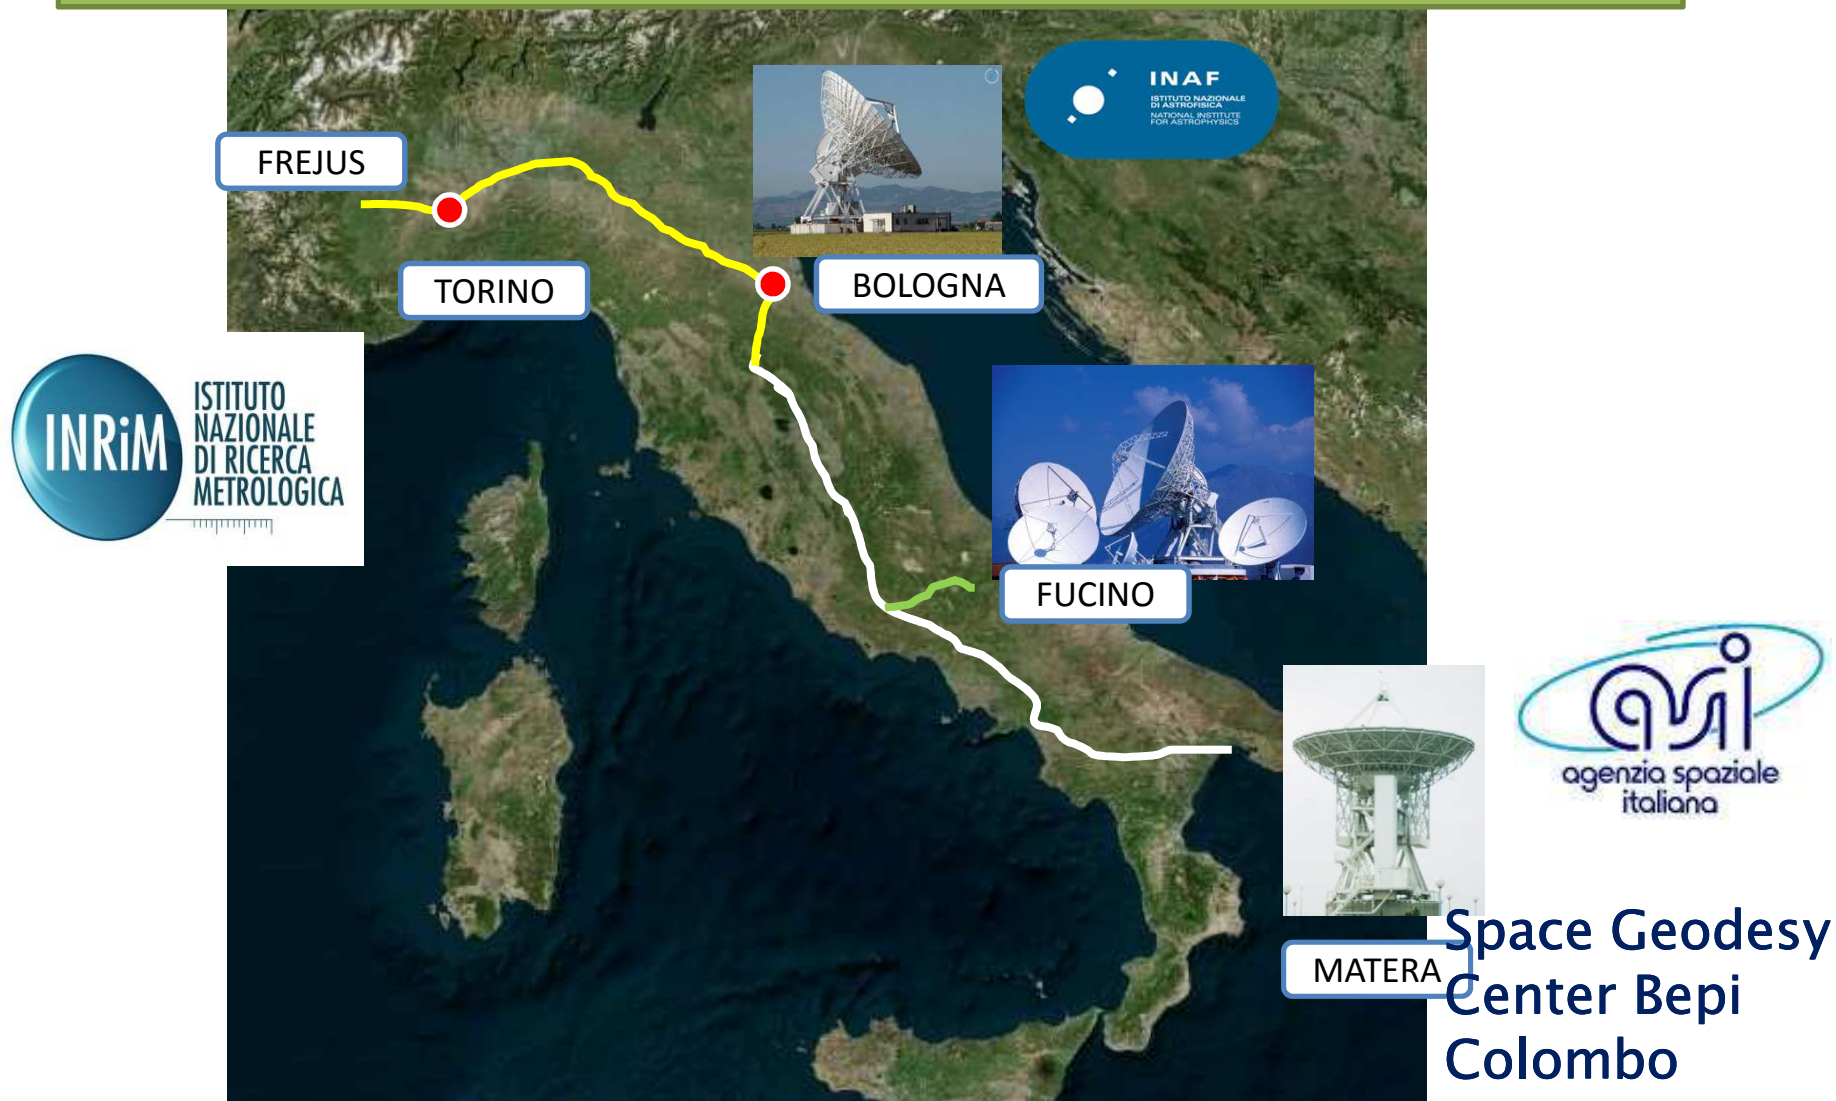 INAF
ISTITUTO NAZIONALE
DI ASTROFISICA
NATIONAL INSTITUTE
FOR ASTROPHYSICS
FREJUS
TORINO
BOLOGNA
INRiM
ISTITUTO
NAZIONALE
DI RICERCA
METROLOGICA
FUCINO
asi
agenzia spaziale
italiana
MATERA
Space Geodesy
Center Bepi
Colombo